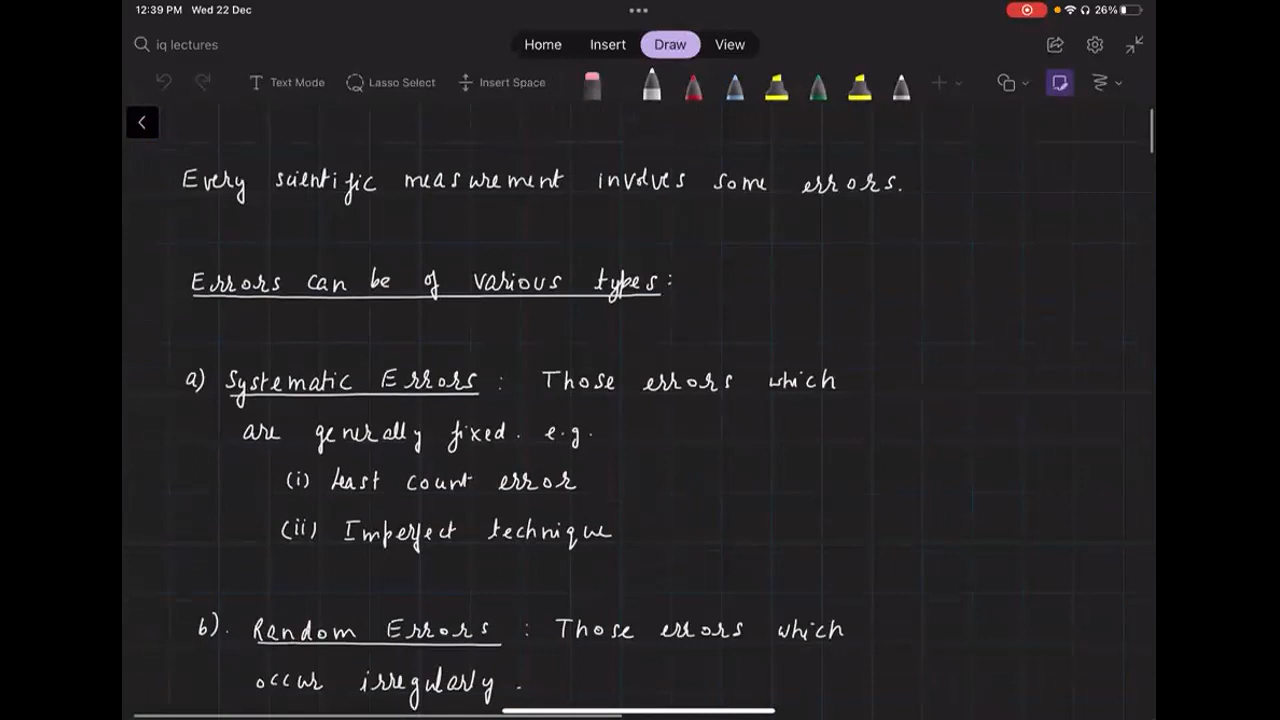 12:39 PM Wed 22 Dec
26%
iq lectures
Home Insert Draw View
Text Mode Lasso Select Insert Space
Every scientific measurement involves some errors.
Errors can be of various types:
a) Systematic Errors : Those errors which
are generally fixed. e.g.
(i) Least count error
(ii) Imperfect technique
b). Random Errors : Those errors which
occur irregularly.